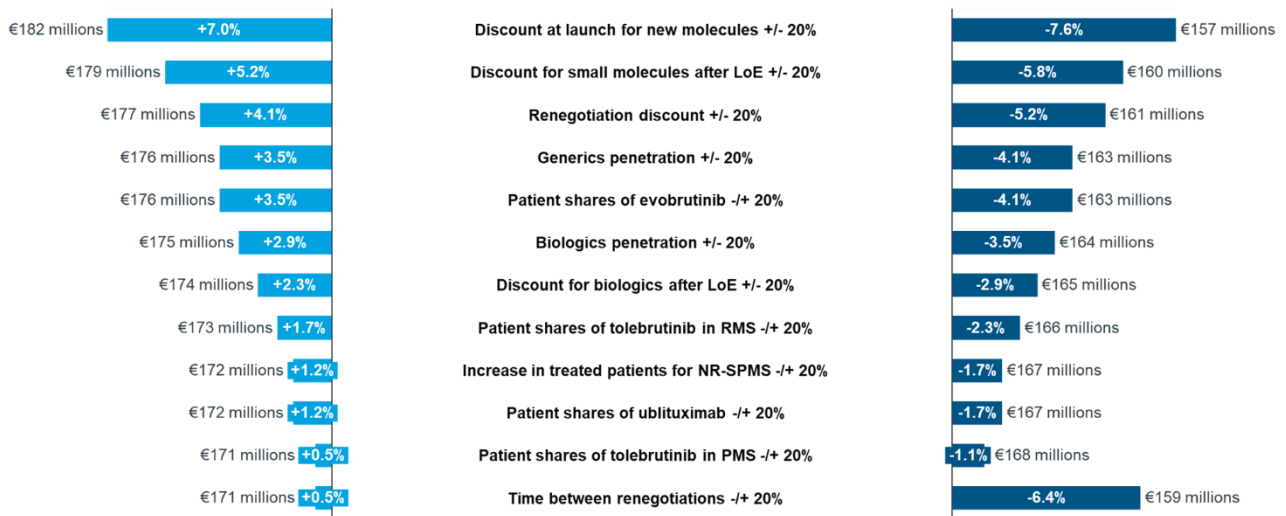 €182 millions +7.0% Discount at launch for new molecules +/- 20% -7.6% €157 millions
€179 millions +5.2% Discount for small molecules after LoE +/- 20% -5.8% €160 millions
€177 millions +4.1% Renegotiation discount +/- 20% -5.2% €161 millions
€176 millions +3.5% Generics penetration +/- 20% -4.1% €163 millions
€176 millions +3.5% Patient shares of evobrutinib -/+ 20% -4.1% €163 millions
€175 millions +2.9% Biologics penetration +/- 20% -3.5% €164 millions
€174 millions +2.3% Discount for biologics after LoE +/- 20% -2.9% €165 millions
€173 millions +1.7% Patient shares of tolebrutinib in RMS -/+ 20% -2.3% €166 millions
€172 millions +1.2% Increase in treated patients for NR-SPMS -/+ 20% -1.7% €167 millions
€172 millions +1.2% Patient shares of ublituximab -/+ 20% -1.7% €167 millions
€171 millions +0.5% Patient shares of tolebrutinib in PMS -/+ 20% -1.1% €168 millions
€171 millions +0.5% Time between renegotiations -/+ 20% -6.4% €159 millions